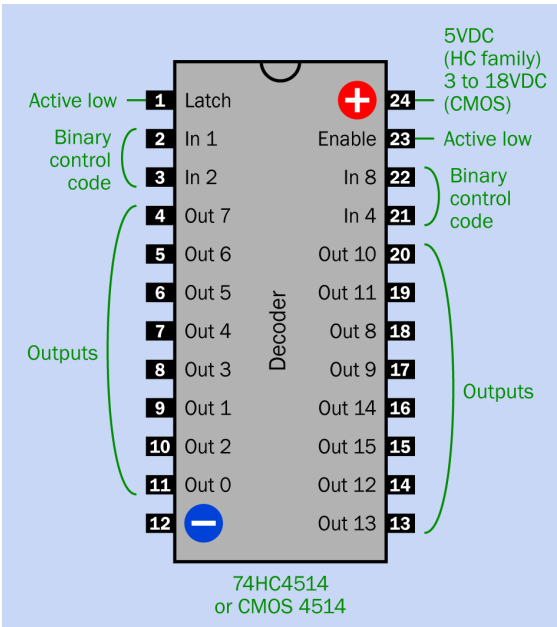 5VDC
(HC family)
3 to 18VDC
(CMOS)
Active low 1 Latch + 24
Binary
control
code
2 In 1 Enable 23 Active low
3 In 2 In 8 22
Binary
control
code
4 Out 7 In 4 21
5 Out 6 Out 10 20
6 Out 5 Out 11 19
7 Out 4 Out 8 18
8 Out 3 Out 9 17
9 Out 1 Out 14 16
10 Out 2 Out 15 15
11 Out 0 Out 12 14
12 − Out 13 13
Outputs
Decoder
Outputs
74HC4514
or CMOS 4514